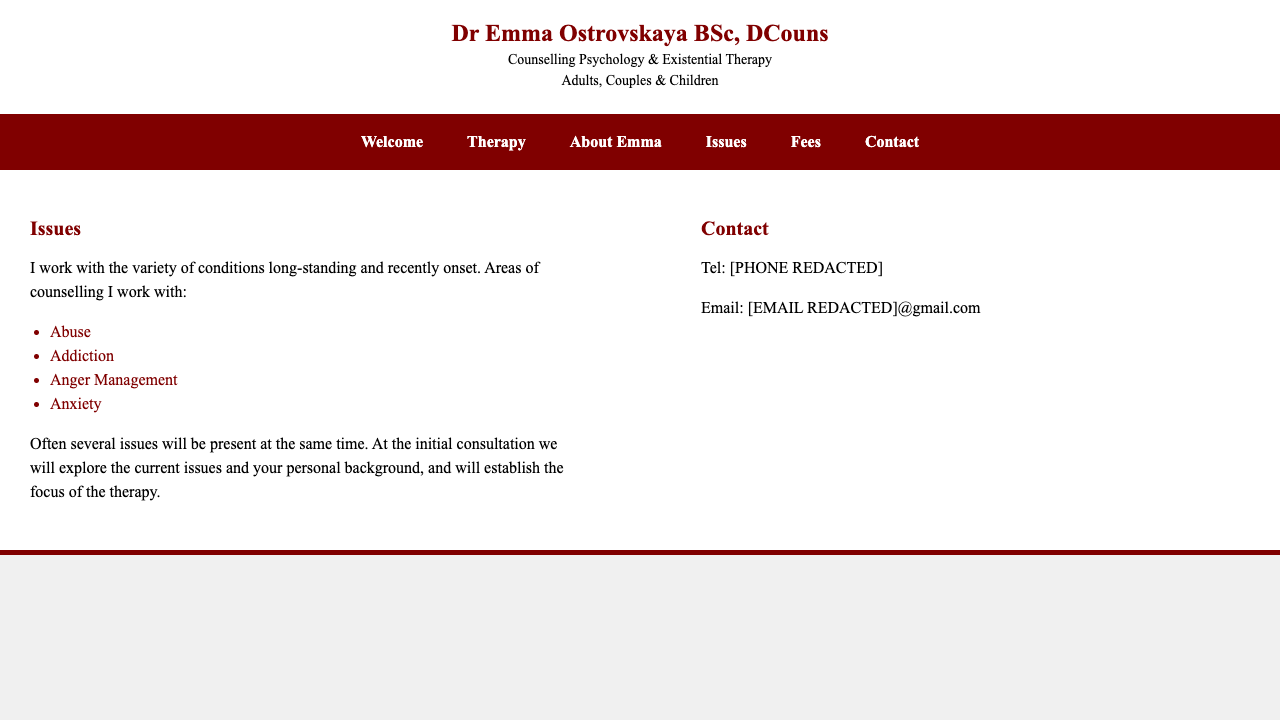 Dr Emma Ostrovskaya BSc, DCouns
Counselling Psychology & Existential Therapy
Adults, Couples & Children
Welcome Therapy About Emma Issues Fees Contact
Issues
I work with the variety of conditions long-standing and recently onset. Areas of
counselling I work with:
Abuse
Addiction
Anger Management
Anxiety
Often several issues will be present at the same time. At the initial consultation we
will explore the current issues and your personal background, and will establish the
focus of the therapy.
Contact
Tel: [PHONE REDACTED]
Email: [EMAIL REDACTED]@gmail.com